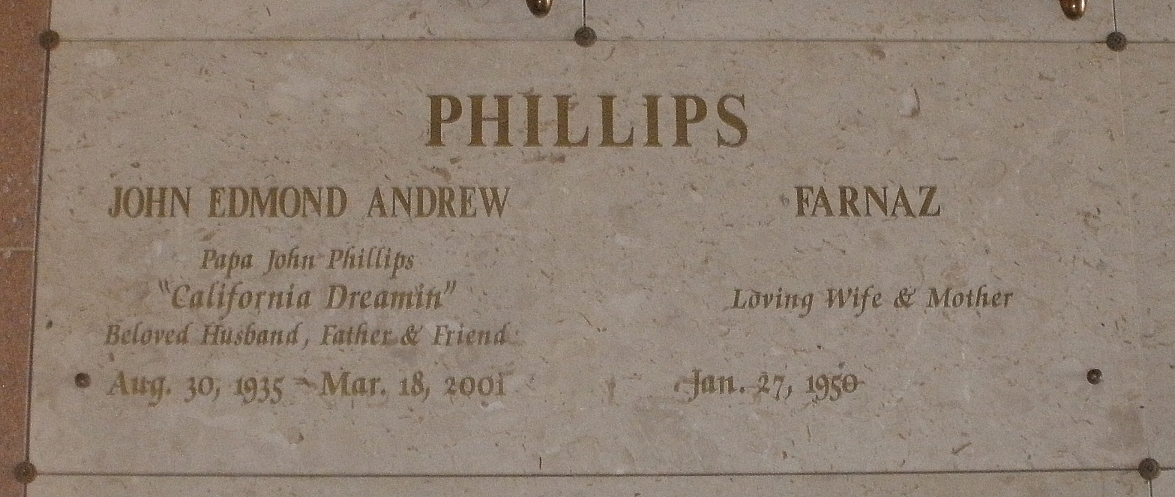 PHILLIPS
JOHN EDMOND ANDREW
Papa John Phillips
"California Dreamin"
Beloved Husband, Father & Friend
Aug. 30, 1935 - Mar. 18, 2001
FARNAZ
Loving Wife & Mother
Jan. 27, 1950